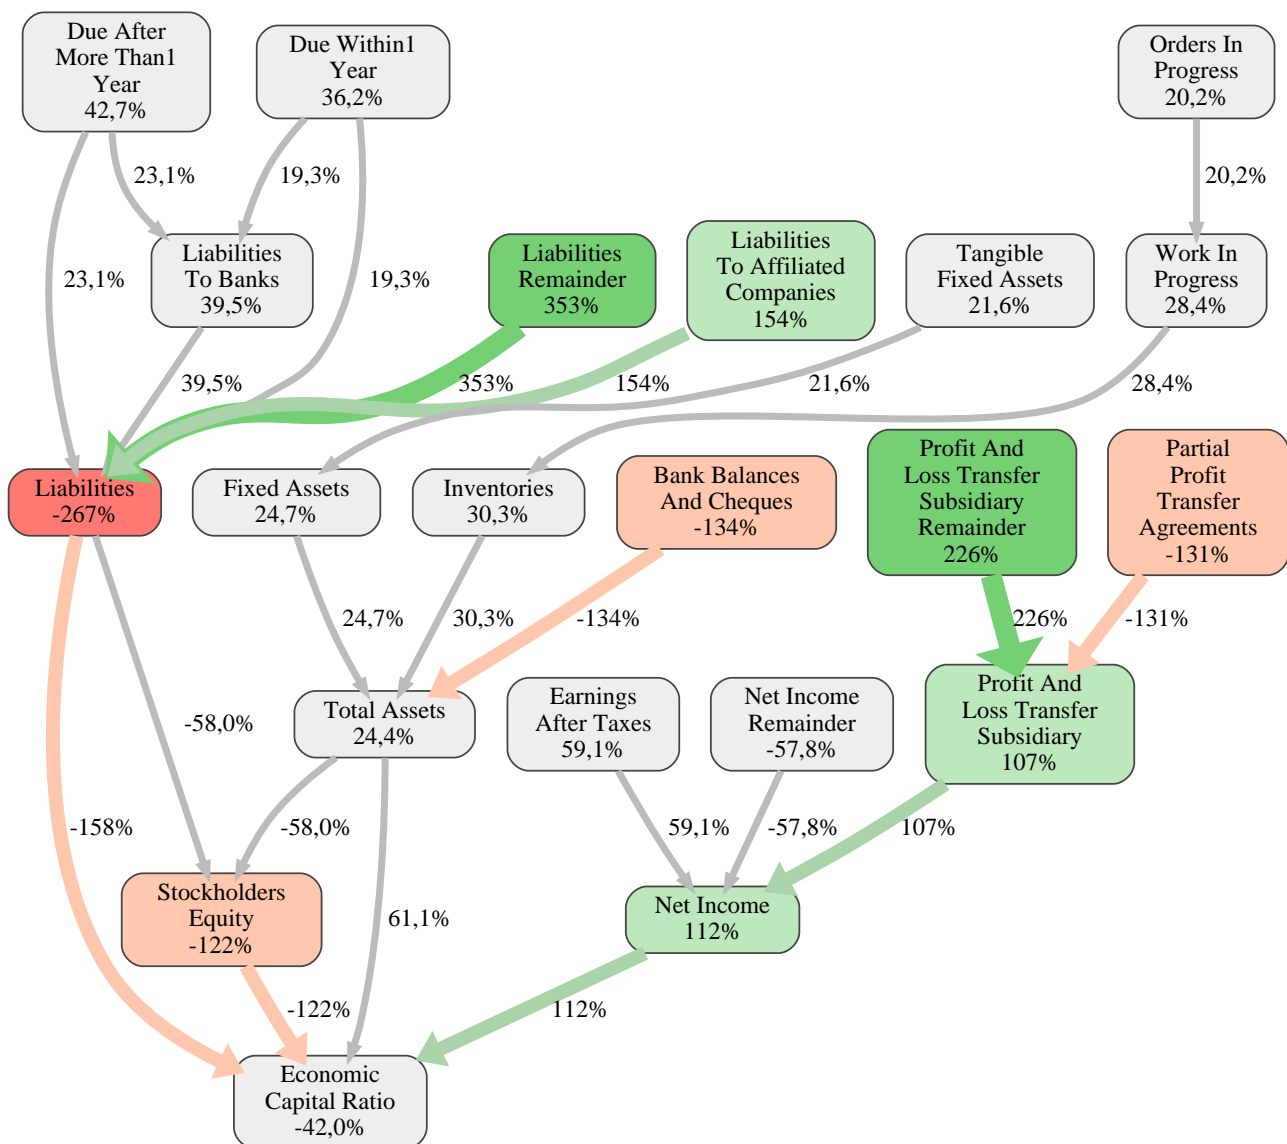 Due After
More Than1
Year
42,7%
Due Within1
Year
36,2%
Orders In
Progress
20,2%
23,1%
19,3%
20,2%
Liabilities
To Banks
39,5%
Liabilities
Remainder
353%
Liabilities
To Affiliated
Companies
154%
Tangible
Fixed Assets
21,6%
Work In
Progress
28,4%
23,1%
19,3%
39,5%
353%
154%
21,6%
28,4%
Liabilities
-267%
Fixed Assets
24,7%
Inventories
30,3%
Bank Balances
And Cheques
-134%
Profit And
Loss Transfer
Subsidiary
Remainder
226%
Partial
Profit
Transfer
Agreements
-131%
24,7%
30,3%
-134%
226%
-131%
Total Assets
24,4%
Earnings
After Taxes
59,1%
Net Income
Remainder
-57,8%
Profit And
Loss Transfer
Subsidiary
107%
-58,0%
-158%
-58,0%
59,1%
-57,8%
107%
Stockholders
Equity
-122%
61,1%
Net Income
112%
-122%
112%
Economic
Capital Ratio
-42,0%